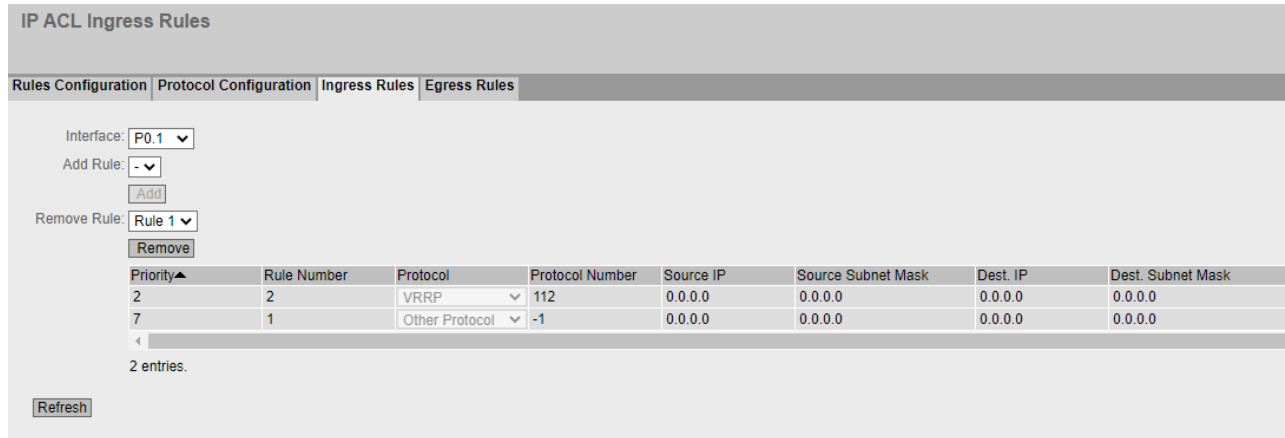 IP ACL Ingress Rules
Rules Configuration Protocol Configuration Ingress Rules Egress Rules
Interface: P0.1
Add Rule: -
Add
Remove Rule: Rule 1
Remove
Priority Rule Number Protocol Protocol Number Source IP Source Subnet Mask Dest. IP Dest. Subnet Mask
2 2 VRRP 112 0.0.0.0 0.0.0.0 0.0.0.0 0.0.0.0
7 1 Other Protocol -1 0.0.0.0 0.0.0.0 0.0.0.0 0.0.0.0
2 entries.
Refresh